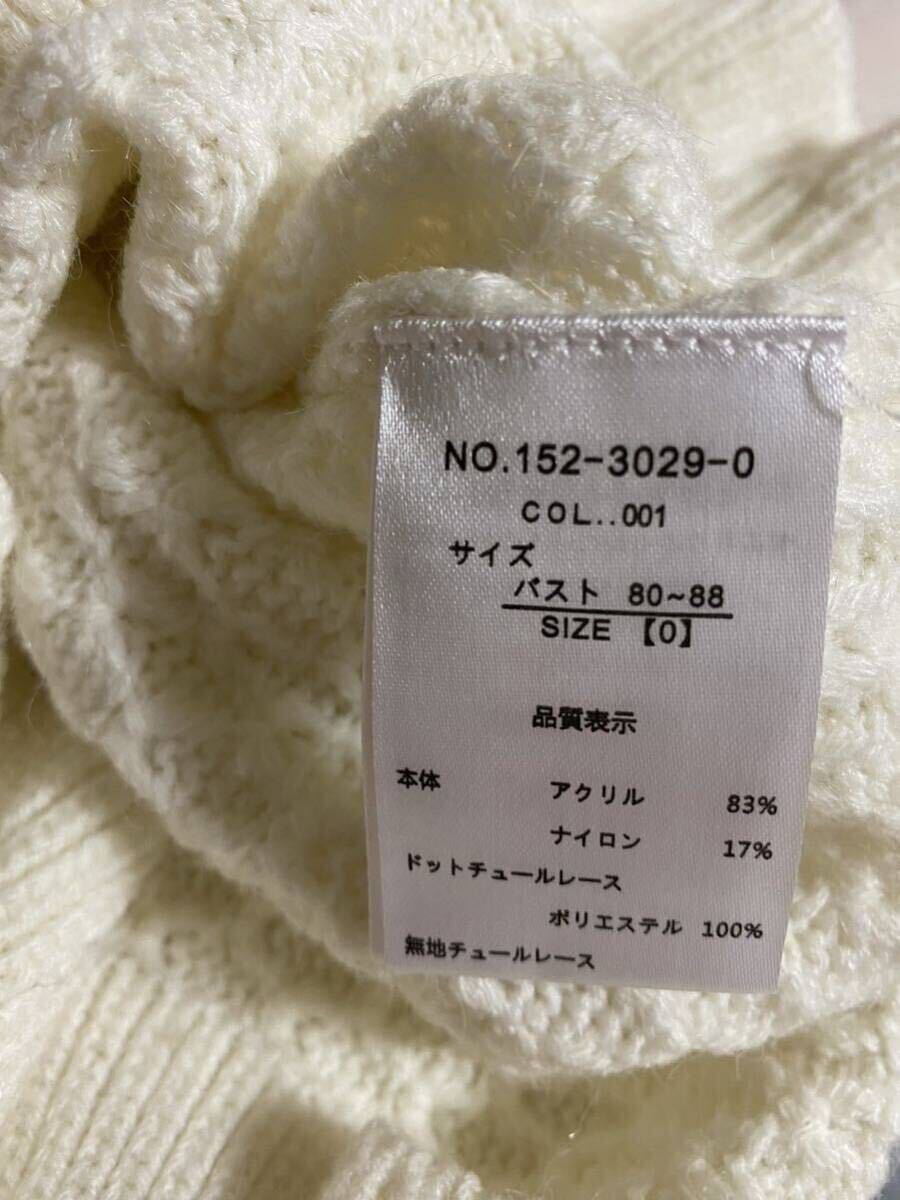 NO.152-3029-0
COL..001
サイズ
バスト 80~88
SIZE 【0】
品質表示
本体 アクリル 83%
ナイロン 17%
ドットチュールレース
ポリエステル 100%
無地チュールレース